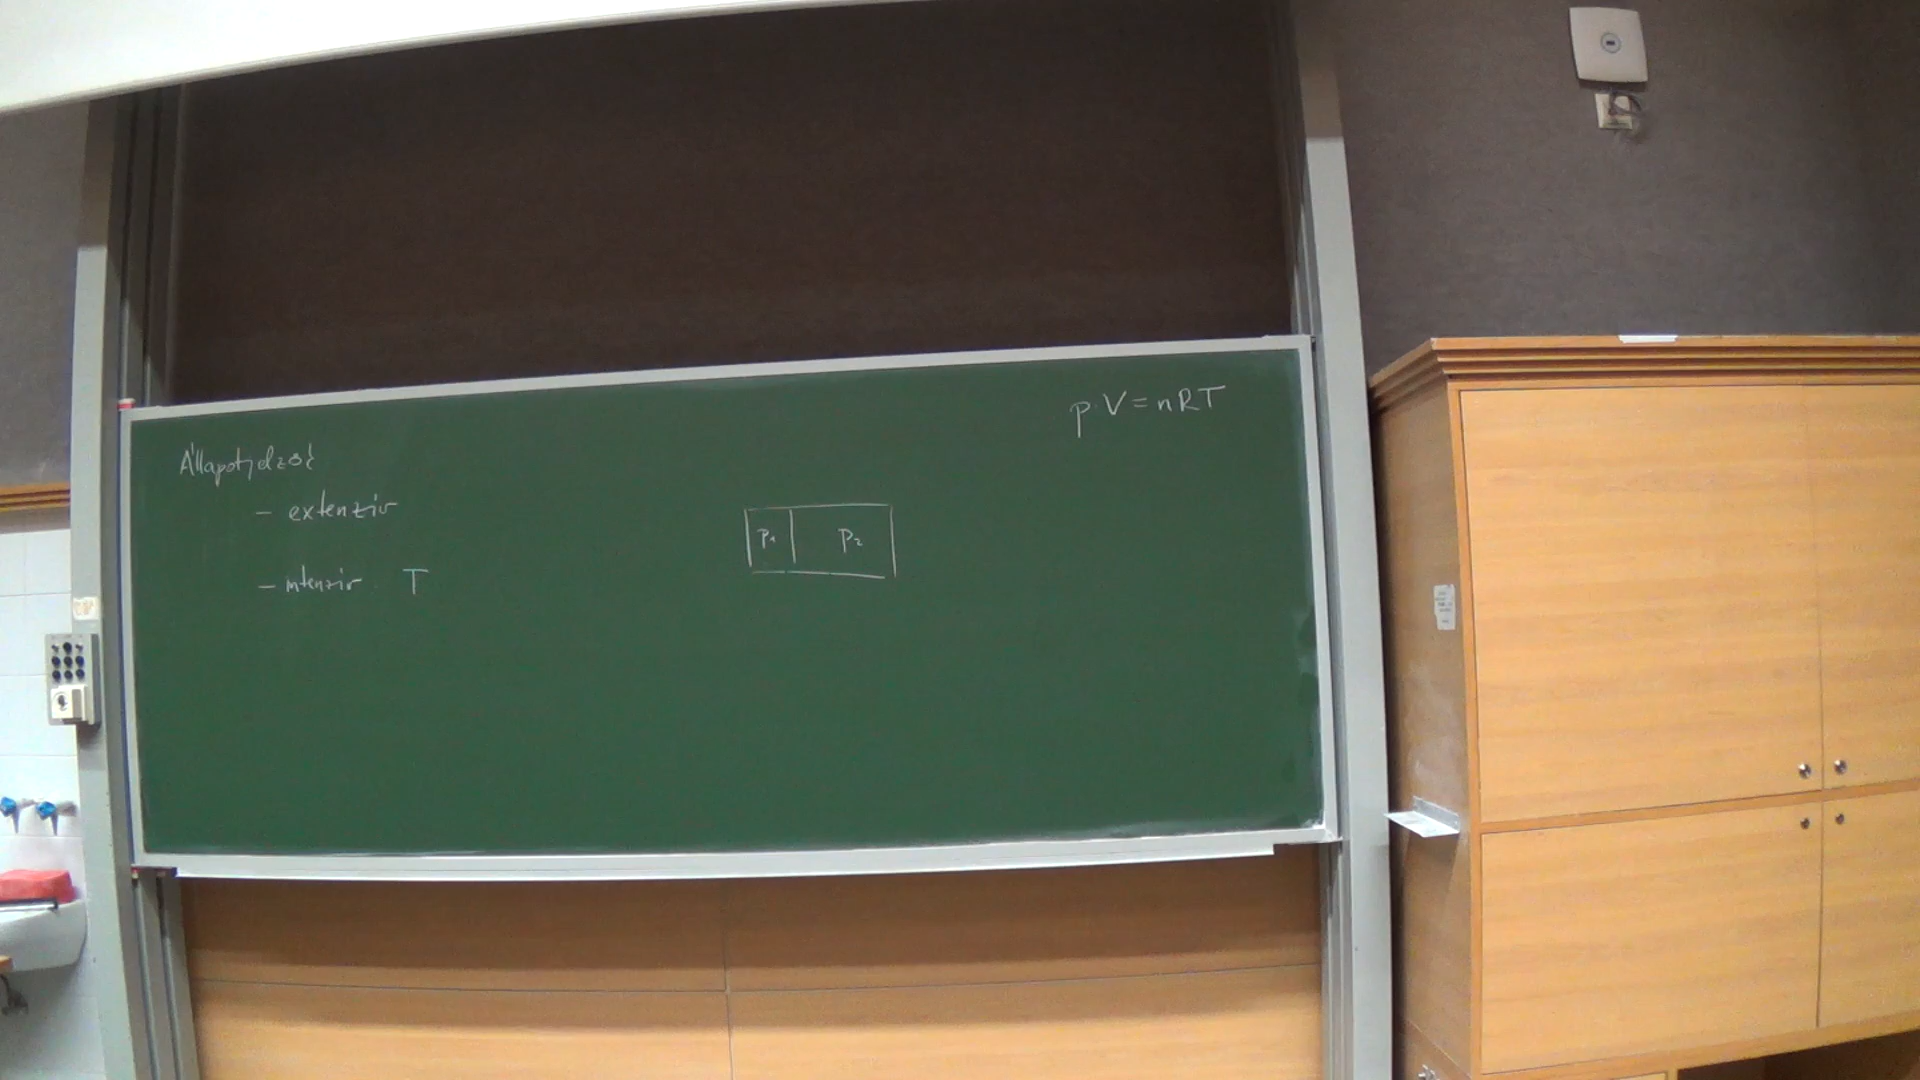 Állapotjelzők
- extenzív
- intenzív T
p₁ p₂
p·V=nRT